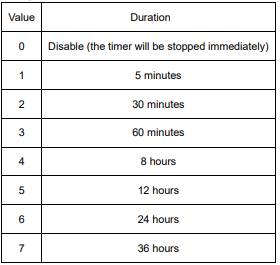 Value Duration
0 Disable (the timer will be stopped immediately)
1 5 minutes
2 30 minutes
3 60 minutes
4 8 hours
5 12 hours
6 24 hours
7 36 hours